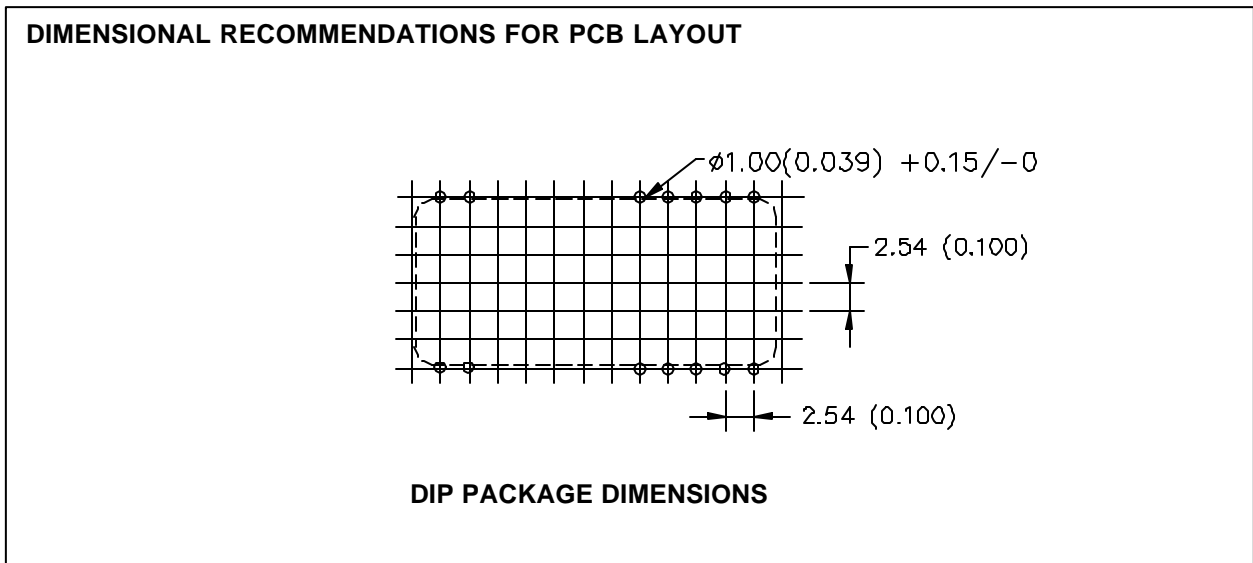 DIMENSIONAL RECOMMENDATIONS FOR PCB LAYOUT
ø1.00(0.039) +0.15/-0
2.54 (0.100)
2.54 (0.100)
DIP PACKAGE DIMENSIONS